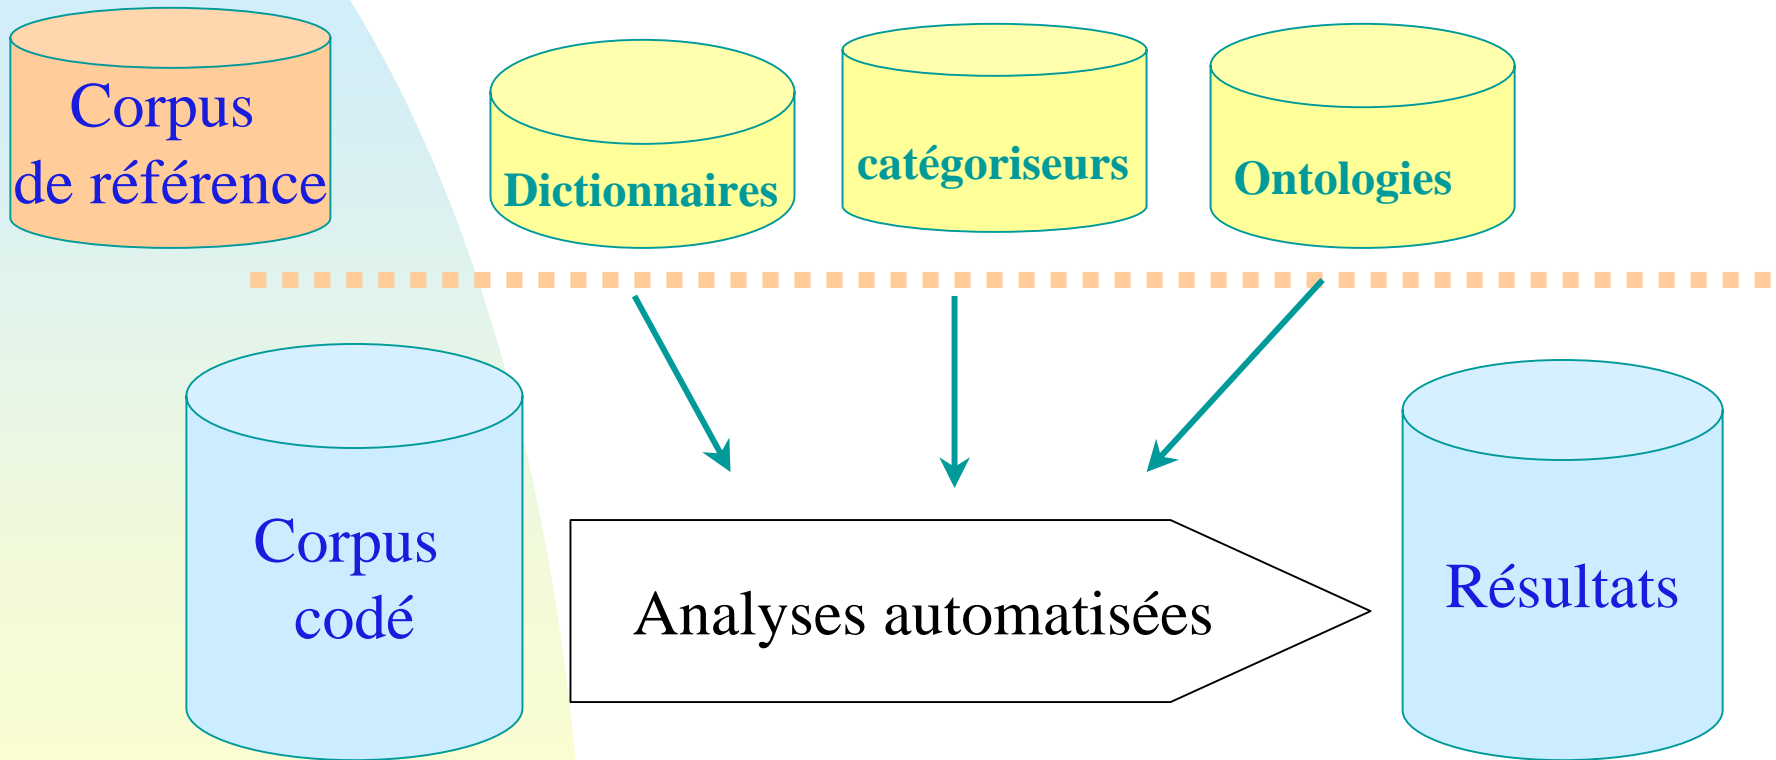 Corpus
de référence
Dictionnaires
catégoriseurs
Ontologies
Corpus
codé
Analyses automatisées
Résultats